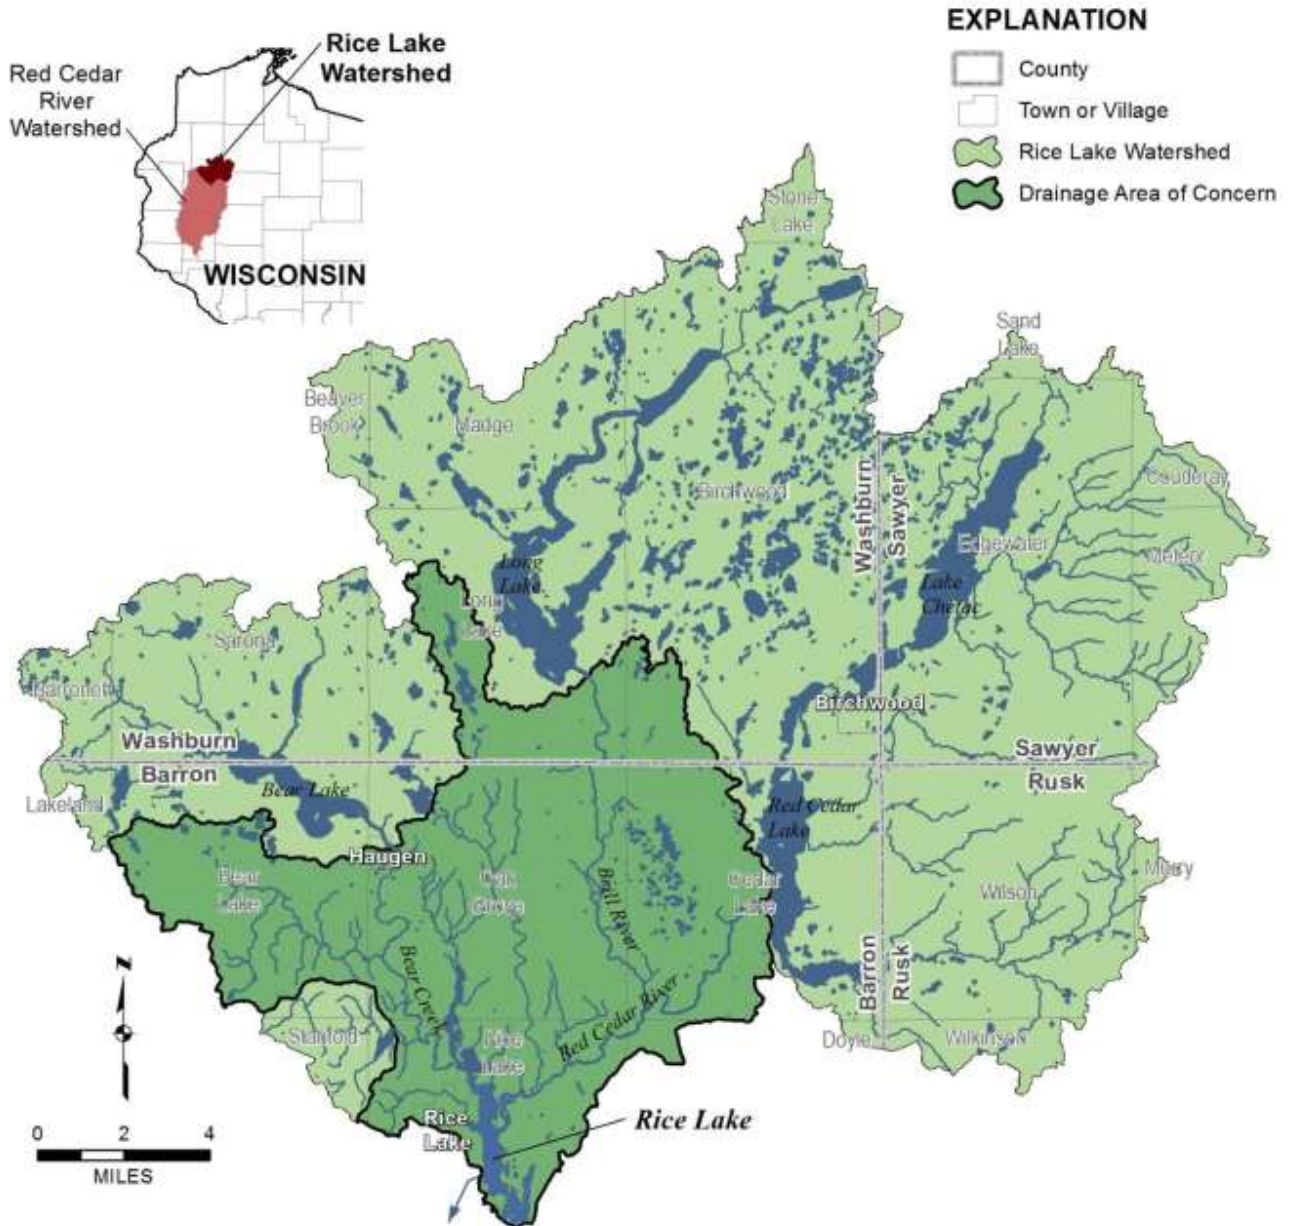 Rice Lake
Watershed
Red Cedar
River
Watershed
WISCONSIN
EXPLANATION
County
Town or Village
Rice Lake Watershed
Drainage Area of Concern
Stone
Lake
Sand
Lake
Beaver
Brook
Madge
Birchwood
Washburn
Sawyer
Couderay
Edgewater
Meteor
Long
Lake
Lake
Chetac
Long
Lake
Sarona
Barronett
Birchwood
Washburn
Barron
Sawyer
Rusk
Lakeland
Bear Lake
Red Cedar
Lake
Haugen
Bear
Lake
Oak
Grove
Brill River
Cedar
Lake
Wilson
Murry
Barron
Rusk
Bear Creek
Red Cedar River
Stanfold
Rice
Lake
Doyle
Wilkinson
Rice
Lake
Rice Lake
N
0 2 4
MILES